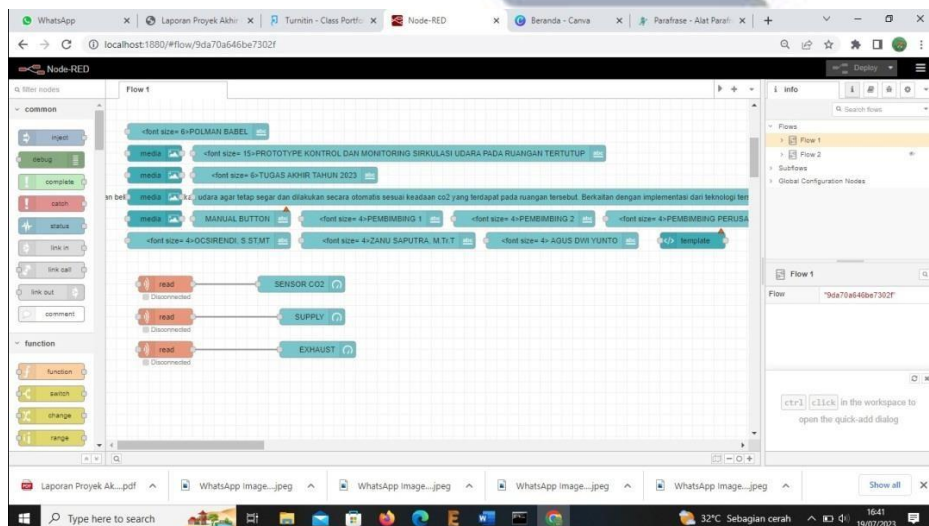 WhatsApp
Laporan Proyek Akhir
Turnitin - Class Portfo
Node-RED
Beranda - Canva
Parafrase - Alat Parafr
localhost:1880/#flow/9da70a646be7302f
Node-RED
Deploy
filter nodes
Flow 1
info
Search flows
common
inject
debug
complete
catch
status
link in
link call
link out
comment
function
function
switch
change
range
<font size= 6>POLMAN BABEL
media
<font size= 15>PROTOTYPE KONTROL DAN MONITORING SIRKULASI UDARA PADA RUANGAN TERTUTUP
media
<font size= 6>TUGAS AKHIR TAHUN 2023
media
udara agar tetap segar dan dilakukan secara otomatis sesuai keadaan co2 yang terdapat pada ruangan tersebut. Berkaitan dengan implementasi dari teknologi ters
media
MANUAL BUTTON
<font size= 4>PEMBIMBING 1
<font size= 4>PEMBIMBING 2
<font size= 4>PEMBIMBING PERUSA
<font size= 4>OCSIRENDI, S.ST,MT
<font size= 4>ZANU SAPUTRA, M.Tr.T
<font size= 4> AGUS DWI YUNTO
template
read
Disconnected
SENSOR CO2
read
Disconnected
SUPPLY
read
Disconnected
EXHAUST
Flows
Flow 1
Flow 2
Subflows
Global Configuration Nodes
Flow 1
Flow "9da70a646be7302f"
ctrl click in the workspace to
open the quick-add dialog
Laporan Proyek Ak....pdf
WhatsApp Image....jpeg
WhatsApp Image....jpeg
WhatsApp Image....jpeg
WhatsApp Image....jpeg
Show all
Type here to search
32°C Sebagian cerah
16:41
19/07/2023